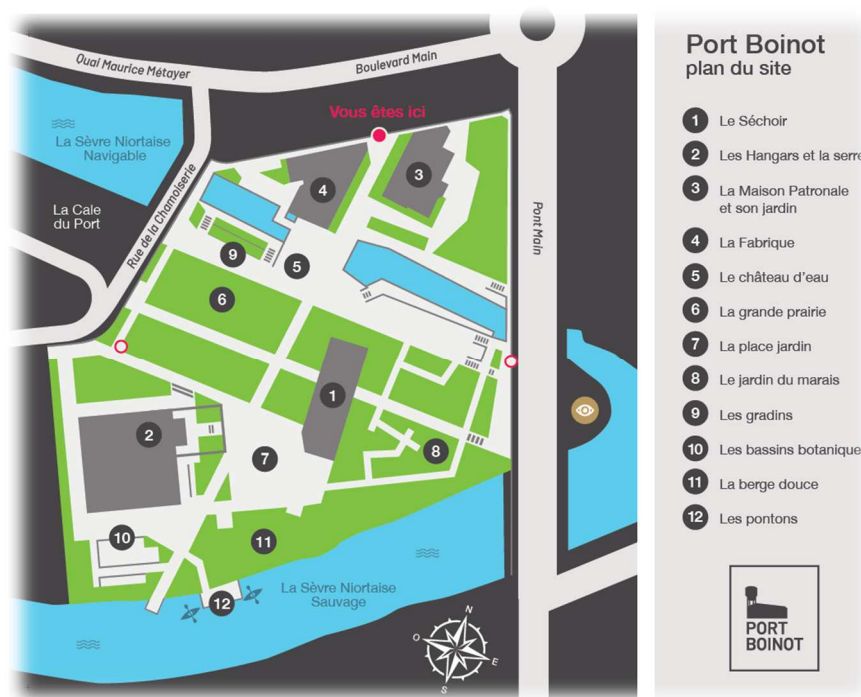 Quai Maurice Métayer
Boulevard Main
Vous êtes ici
La Sèvre Niortaise
Navigable
La Cale
du Port
Rue de la Chamoiserie
Pont Main
4
3
9
5
6
1
2
7
8
10
11
12
La Sèvre Niortaise
Sauvage
N
O
E
S
Port Boinot
plan du site
1 Le Séchoir
2 Les Hangars et la serre
3 La Maison Patronale
et son jardin
4 La Fabrique
5 Le château d'eau
6 La grande prairie
7 La place jardin
8 Le jardin du marais
9 Les gradins
10 Les bassins botanique
11 La berge douce
12 Les pontons
PORT
BOINOT